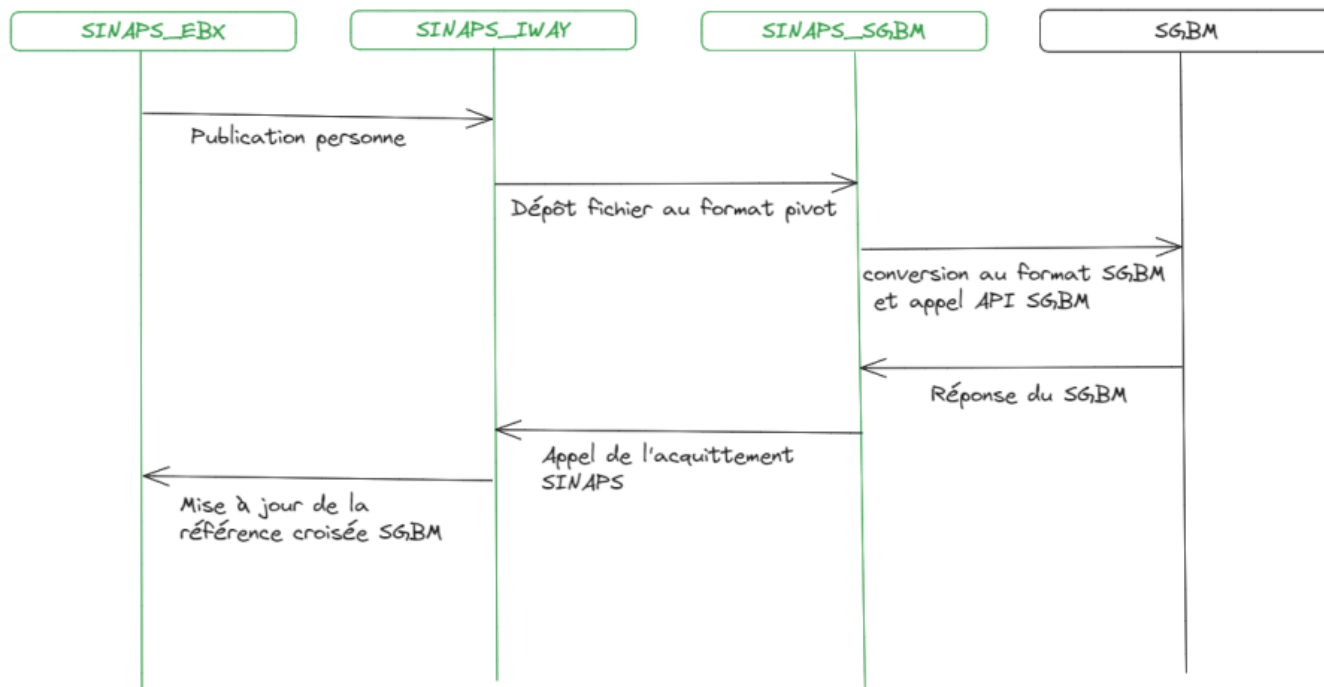 SINAPS_EBX
SINAPS_IWAY
SINAPS_SGBM
SGBM
Publication personne
Dépôt fichier au format pivot
conversion au format SGBM
et appel API SGBM
Réponse du SGBM
Appel de l'acquittement
SINAPS
Mise à jour de la
référence croisée SGBM